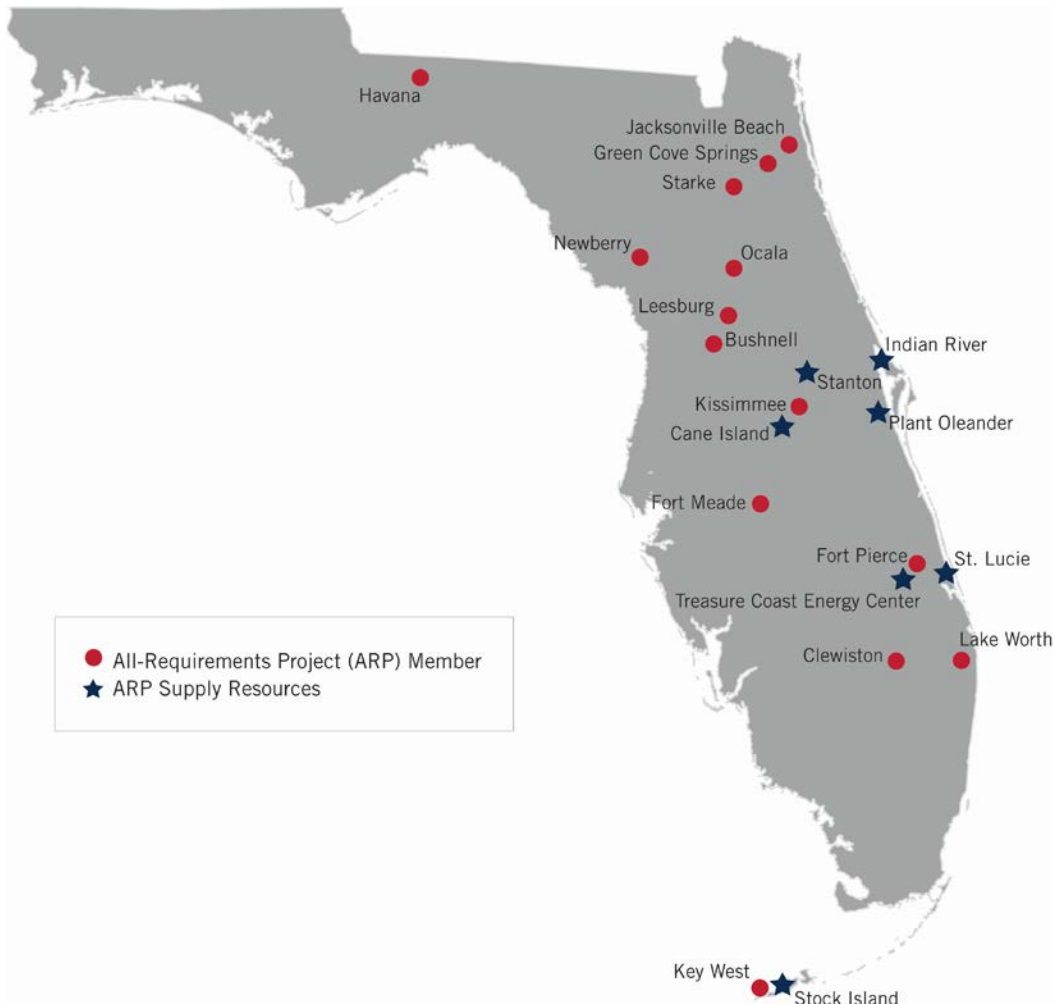 Havana
Jacksonville Beach
Green Cove Springs
Starke
Newberry
Ocala
Leesburg
Bushnell
Indian River
Stanton
Kissimmee
Plant Oleander
Cane Island
Fort Meade
Fort Pierce
St. Lucie
Treasure Coast Energy Center
Lake Worth
Clewiston
All-Requirements Project (ARP) Member
ARP Supply Resources
Key West
Stock Island